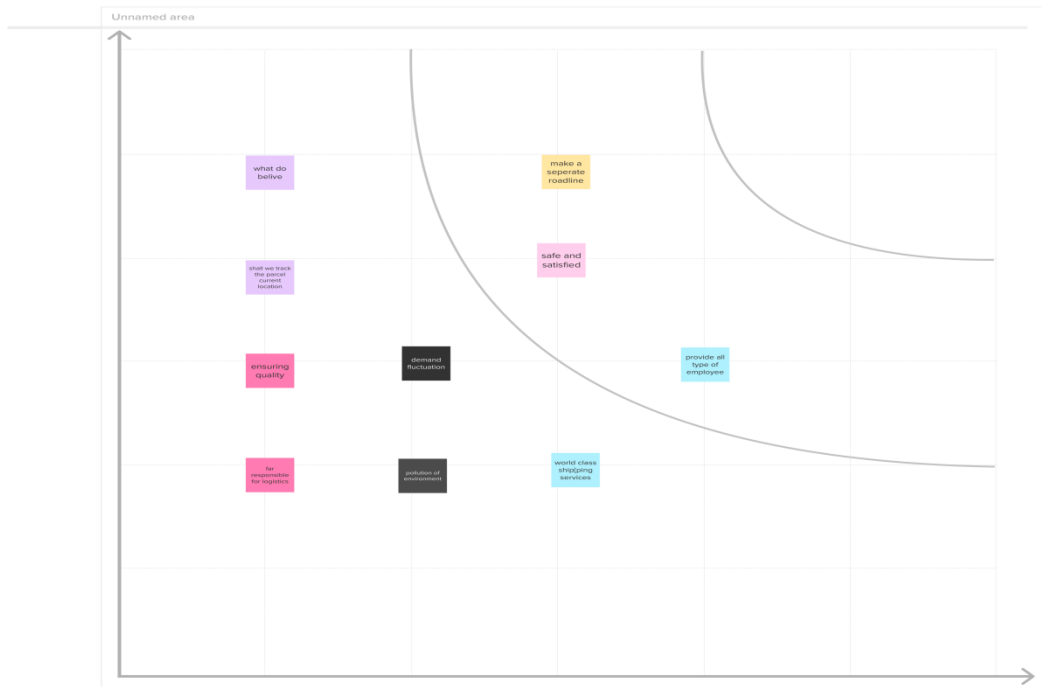 Unnamed area
what do
belive
make a
seperate
roadline
shall we track
the parcel
current
location
safe and
satisfied
ensuring
quality
demand
fluctuation
provide all
type of
employee
far
responsible
for logistics
pollution of
environment
world class
ship[ping
services